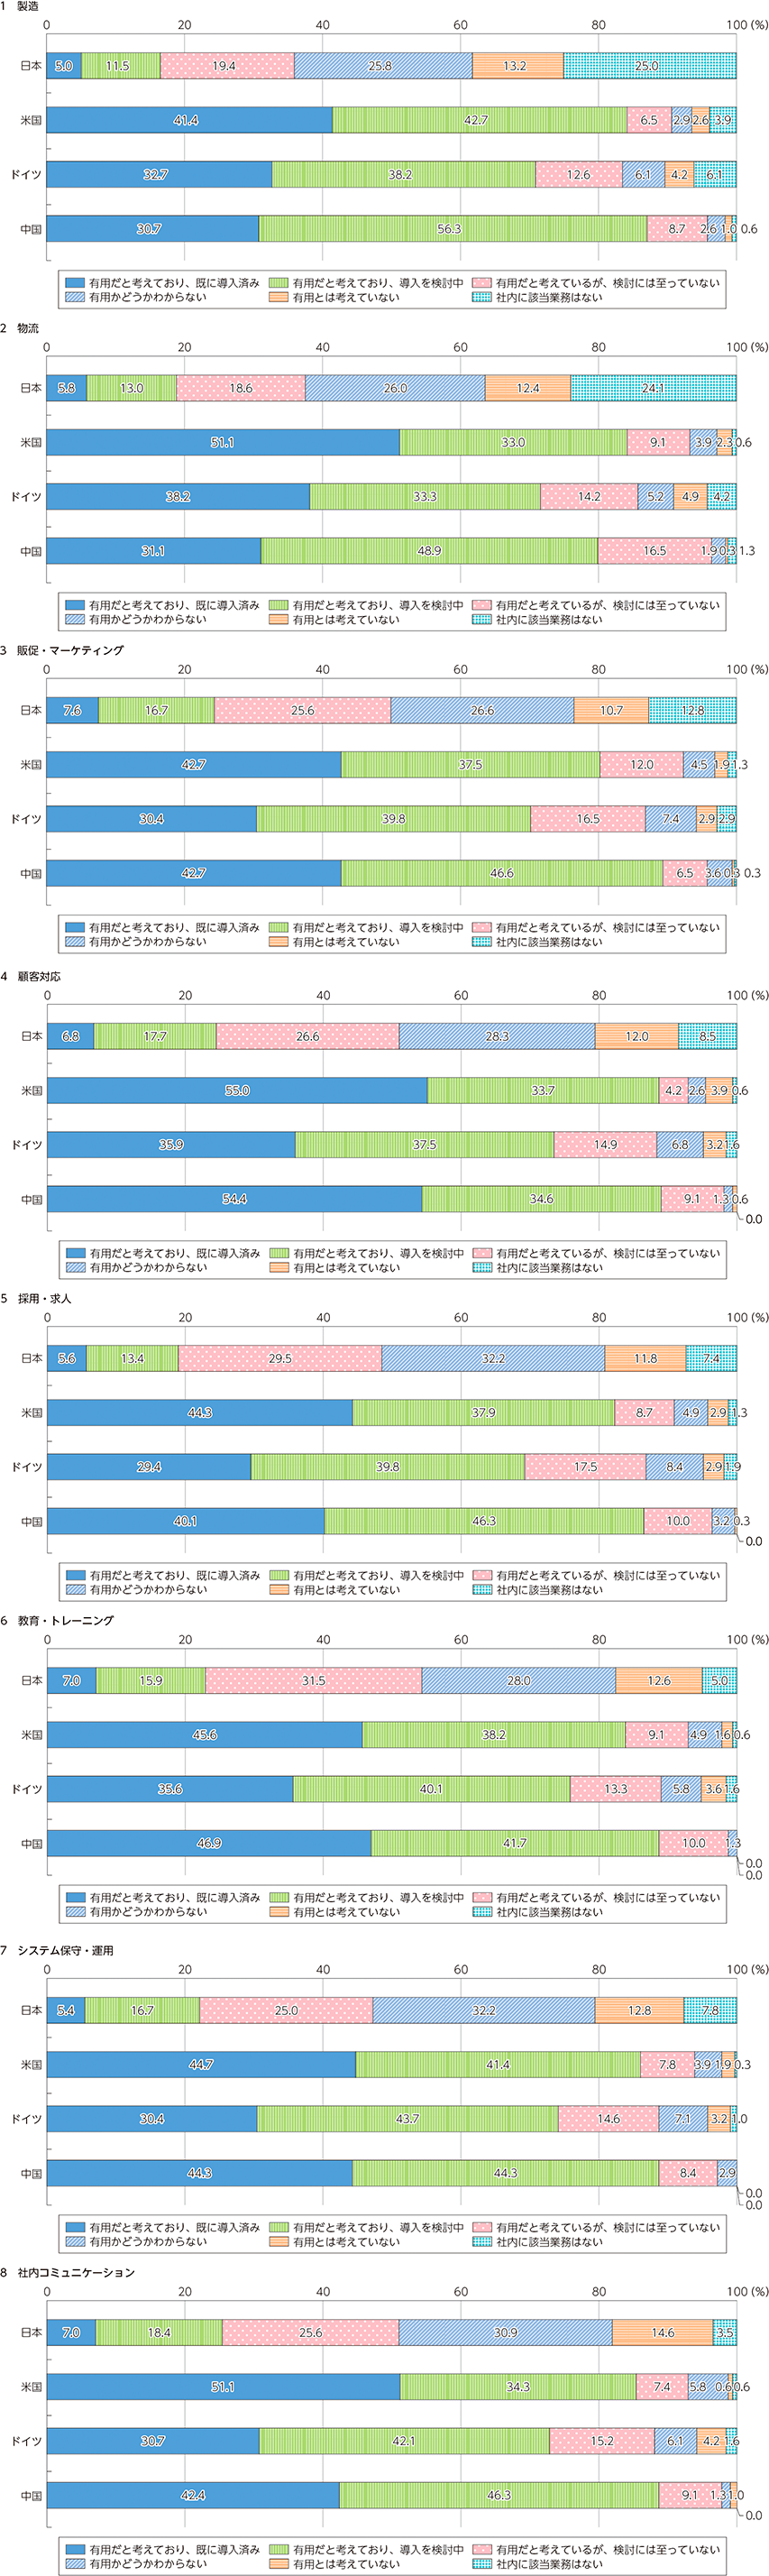 1 製造
0 20 40 60 80 100 (%)
日本 5.0 11.5 19.4 25.8 13.2 25.0
米国 41.4 42.7 6.5 2.9 2.6 3.9
ドイツ 32.7 38.2 12.6 6.1 4.2 6.1
中国 30.7 56.3 8.7 2.6 1.0 0.6
有用だと考えており、既に導入済み 有用だと考えており、導入を検討中 有用だと考えているが、検討には至っていない
有用かどうかわからない 有用とは考えていない 社内に該当業務はない
2 物流
0 20 40 60 80 100 (%)
日本 5.8 13.0 18.6 26.0 12.4 24.1
米国 51.1 33.0 9.1 3.9 2.3 0.6
ドイツ 38.2 33.3 14.2 5.2 4.9 4.2
中国 31.1 48.9 16.5 1.9 0.3 1.3
有用だと考えており、既に導入済み 有用だと考えており、導入を検討中 有用だと考えているが、検討には至っていない
有用かどうかわからない 有用とは考えていない 社内に該当業務はない
3 販促・マーケティング
0 20 40 60 80 100 (%)
日本 7.6 16.7 25.6 26.6 10.7 12.8
米国 42.7 37.5 12.0 4.5 1.9 1.3
ドイツ 30.4 39.8 16.5 7.4 2.9 2.9
中国 42.7 46.6 6.5 3.6 0.3 0.3
有用だと考えており、既に導入済み 有用だと考えており、導入を検討中 有用だと考えているが、検討には至っていない
有用かどうかわからない 有用とは考えていない 社内に該当業務はない
4 顧客対応
0 20 40 60 80 100 (%)
日本 6.8 17.7 26.6 28.3 12.0 8.5
米国 55.0 33.7 4.2 2.6 3.9 0.6
ドイツ 35.9 37.5 14.9 6.8 3.2 1.6
中国 54.4 34.6 9.1 1.3 0.6
0.0
有用だと考えており、既に導入済み 有用だと考えており、導入を検討中 有用だと考えているが、検討には至っていない
有用かどうかわからない 有用とは考えていない 社内に該当業務はない
5 採用・求人
0 20 40 60 80 100 (%)
日本 5.6 13.4 29.5 32.2 11.8 7.4
米国 44.3 37.9 8.7 4.9 2.9 1.3
ドイツ 29.4 39.8 17.5 8.4 2.9 1.9
中国 40.1 46.3 10.0 3.2 0.3
0.0
有用だと考えており、既に導入済み 有用だと考えており、導入を検討中 有用だと考えているが、検討には至っていない
有用かどうかわからない 有用とは考えていない 社内に該当業務はない
6 教育・トレーニング
0 20 40 60 80 100 (%)
日本 7.0 15.9 31.5 28.0 12.6 5.0
米国 45.6 38.2 9.1 4.9 1.6 0.6
ドイツ 35.6 40.1 13.3 5.8 3.6 1.6
中国 46.9 41.7 10.0 1.3
0.0
0.0
有用だと考えており、既に導入済み 有用だと考えており、導入を検討中 有用だと考えているが、検討には至っていない
有用かどうかわからない 有用とは考えていない 社内に該当業務はない
7 システム保守・運用
0 20 40 60 80 100 (%)
日本 5.4 16.7 25.0 32.2 12.8 7.8
米国 44.7 41.4 7.8 3.9 1.9 0.3
ドイツ 30.4 43.7 14.6 7.1 3.2 1.0
中国 44.3 44.3 8.4 2.9
0.0
0.0
有用だと考えており、既に導入済み 有用だと考えており、導入を検討中 有用だと考えているが、検討には至っていない
有用かどうかわからない 有用とは考えていない 社内に該当業務はない
8 社内コミュニケーション
0 20 40 60 80 100 (%)
日本 7.0 18.4 25.6 30.9 14.6 3.5
米国 51.1 34.3 7.4 5.8 0.6 0.6
ドイツ 30.7 42.1 15.2 6.1 4.2 1.6
中国 42.4 46.3 9.1 1.3 1.0
0.0
有用だと考えており、既に導入済み 有用だと考えており、導入を検討中 有用だと考えているが、検討には至っていない
有用かどうかわからない 有用とは考えていない 社内に該当業務はない